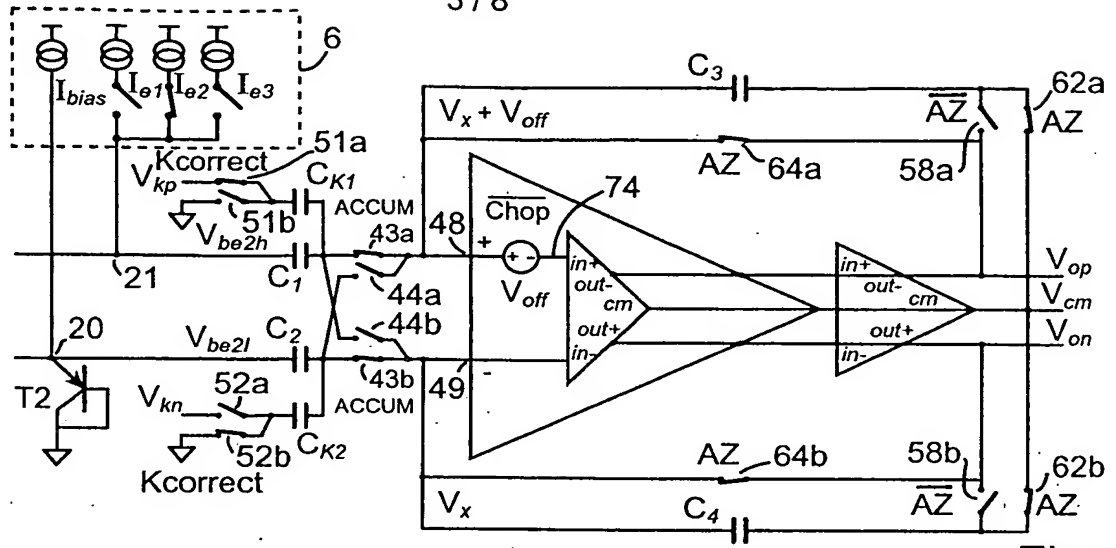 3/8
6
I_bias I_e1 I_e2 I_e3
C_3
62a
V_x + V_off
A̅Z̅
AZ
AZ
64a
58a
Kcorrect
51a
V_kp
C_K1
51b
ACCUM
V_be2h
43a
48
+
C̅h̅o̅p̅
74
+ -
V_off
in+
out-
cm
out+
in-
in+
out-
cm
out+
in-
V_op
V_cm
V_on
21
C_1
44a
20
C_2
44b
V_be2l
49
-
43b
T2
52a
V_kn
ACCUM
52b
C_K2
Kcorrect
AZ
64b
58b
62b
V_x
C_4
A̅Z̅
AZ